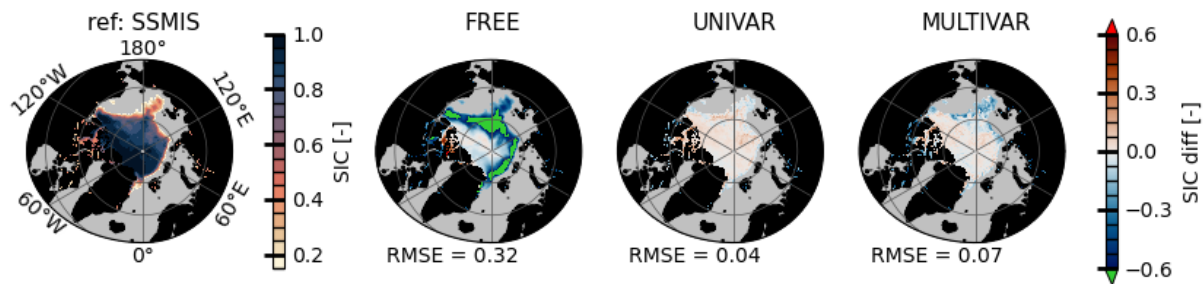 ref: SSMIS
FREE
UNIVAR
MULTIVAR
180°
120°W
120°E
60°W
60°E
0°
1.0
0.8
0.6
0.4
0.2
SIC [-]
RMSE = 0.32
RMSE = 0.04
RMSE = 0.07
0.6
0.3
0.0
−0.3
−0.6
SIC diff [-]